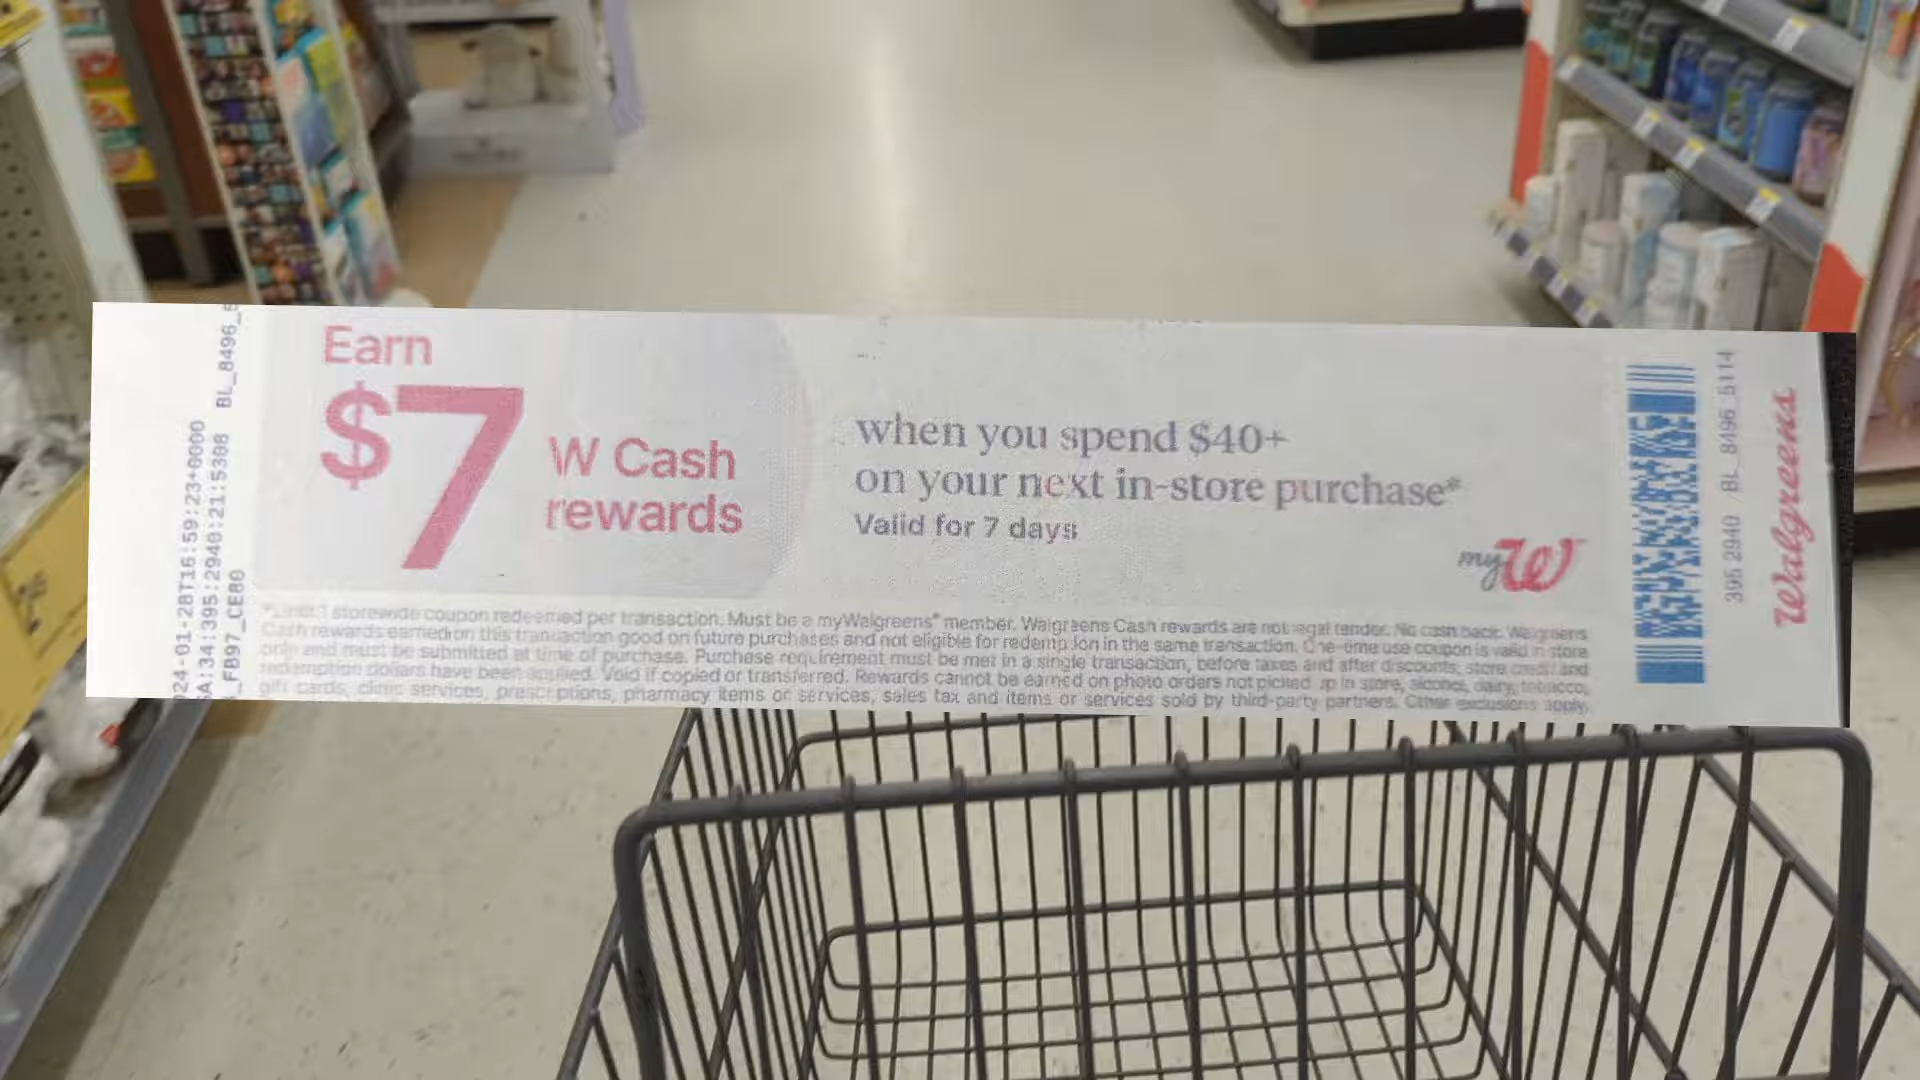 Earn
$7
W Cash
rewards
when you spend $40+
on your next in-store purchase*
Valid for 7 days
myW
1 storewide coupon redeemed per transaction. Must be a myWalgreens® member. Walgreens Cash rewards are not legal tender. No cash back. Walgreens
Cash rewards earned on this transaction good on future purchases and not eligible for redemption in the same transaction. One-time use coupon is valid in store
only and must be submitted at time of purchase. Purchase requirement must be met in a single transaction, before taxes and after discounts, store credit and
redemption dollars have been applied. Void if copied or transferred. Rewards cannot be earned on photo orders not picked up in store, alcohol, dairy, tobacco,
gift cards, clinic services, prescriptions, pharmacy items or services, sales tax and items or services sold by third-party partners. Other exclusions apply.
24-01-28T16:59:23+0000
A:34:395:2940:21:5308 BL_8496_
_FB97_CE80
395 2940 BL_8496_5114
Walgreens